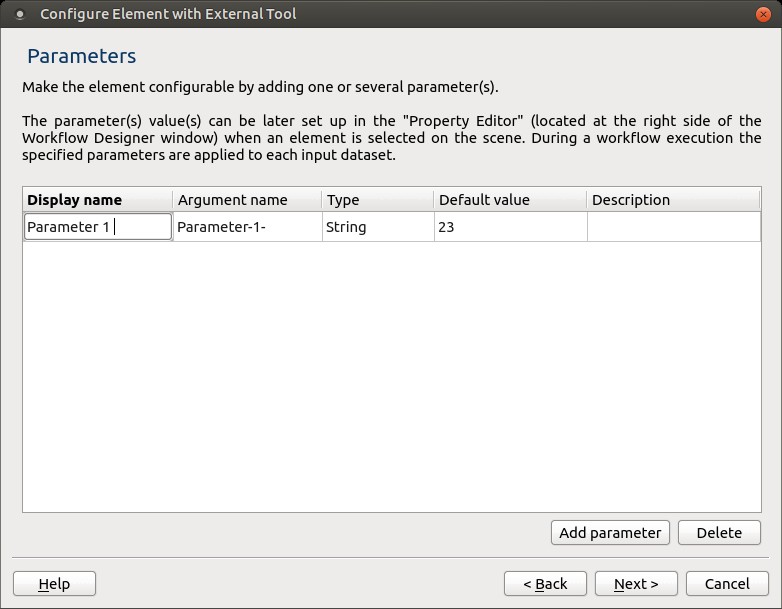 Configure Element with External Tool
Parameters
Make the element configurable by adding one or several parameter(s).
The parameter(s) value(s) can be later set up in the "Property Editor" (located at the right side of the
Workflow Designer window) when an element is selected on the scene. During a workflow execution the
specified parameters are applied to each input dataset.
Display name Argument name Type Default value Description
Parameter 1 Parameter-1- String 23
Add parameter Delete
Help < Back Next > Cancel